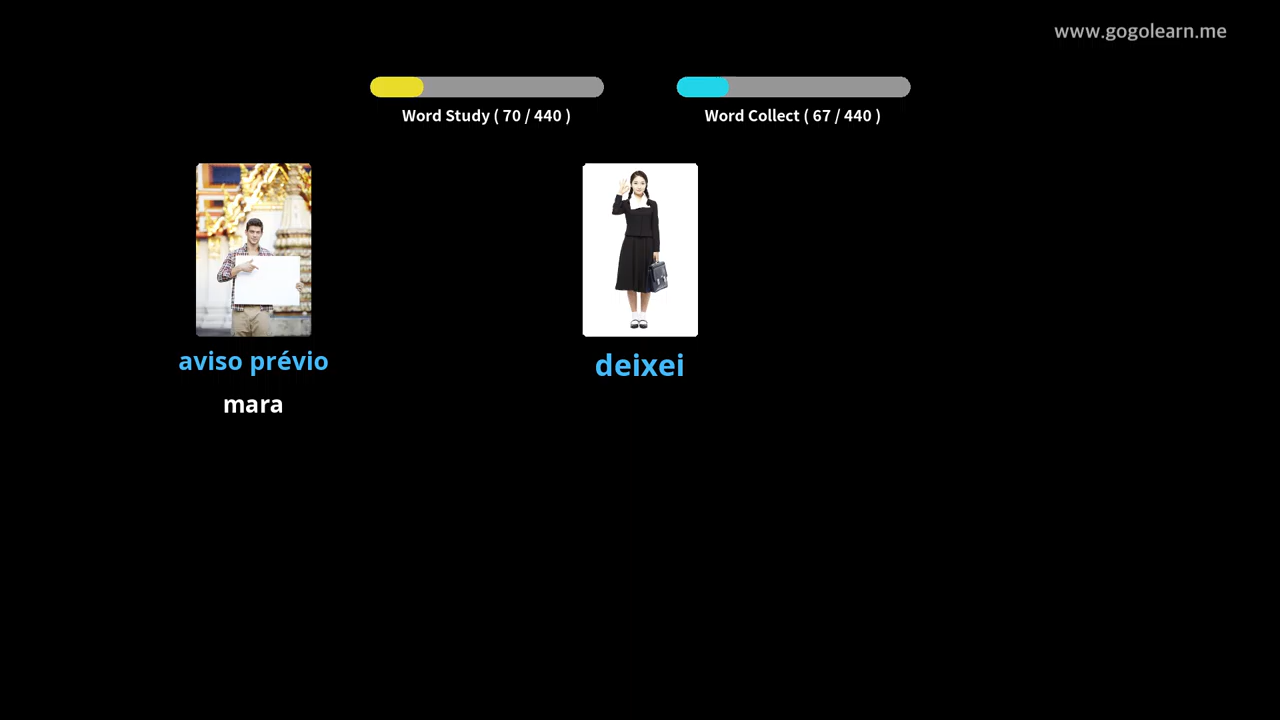 www.gogolearn.me
Word Study ( 70 / 440 )
Word Collect ( 67 / 440 )
aviso prévio
mara
deixei